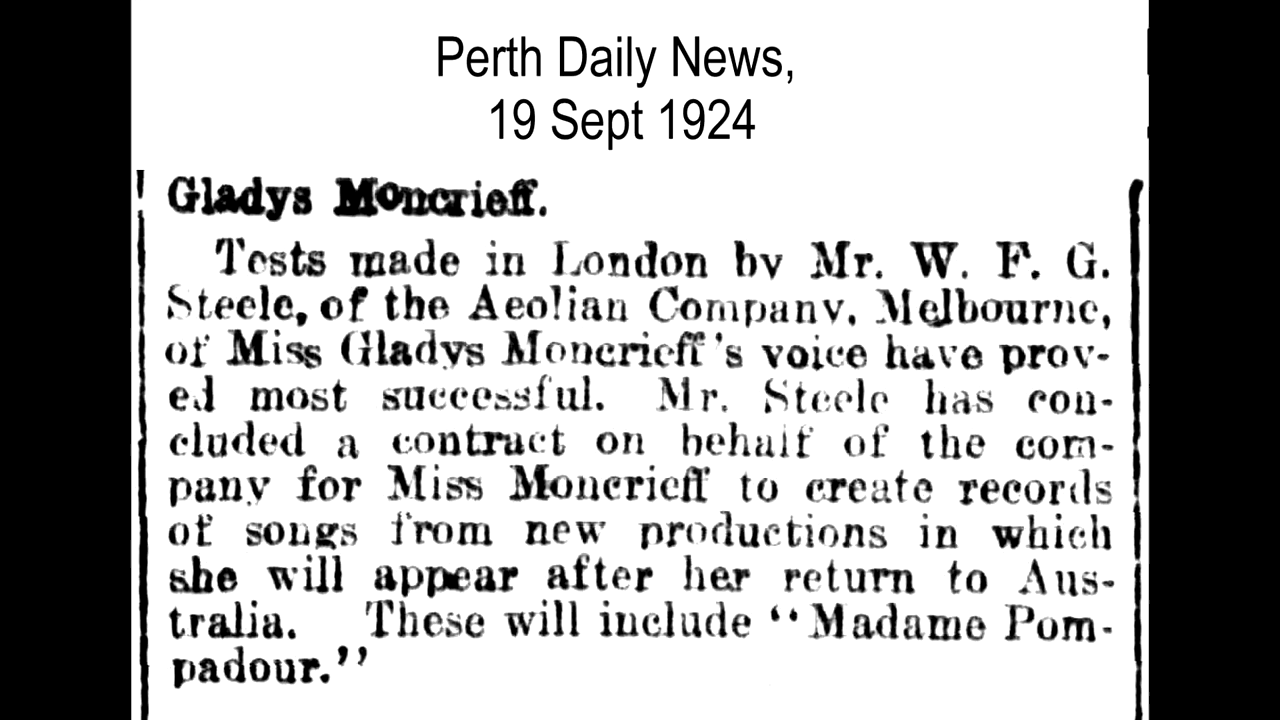 Perth Daily News,
19 Sept 1924
Gladys Moncrieff.
Tests made in London by Mr. W. F. G.
Steele, of the Aeolian Company, Melbourne,
of Miss Gladys Moncrieff's voice have prov-
ed most successful. Mr. Steele has con-
cluded a contract on behalf of the com-
pany for Miss Moncrieff to create records
of songs from new productions in which
she will appear after her return to Aus-
tralia. These will include "Madame Pom-
padour."